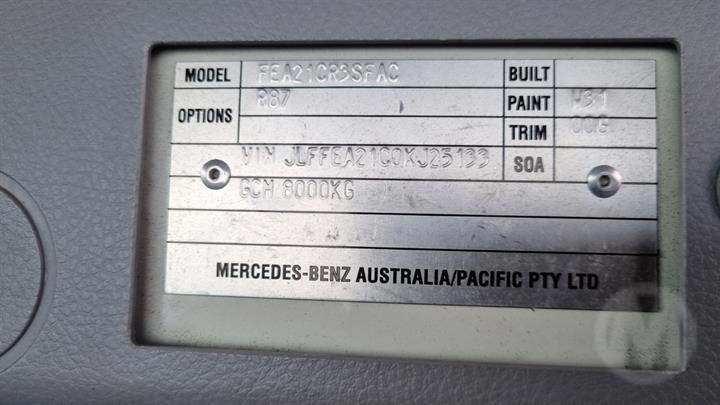 MODEL FEA21CR3SFAC BUILT
OPTIONS R87 PAINT W31
TRIM 00G
VIN JLFFEA21C0KJ25133 SOA
GCM 8000KG
MERCEDES-BENZ AUSTRALIA/PACIFIC PTY LTD